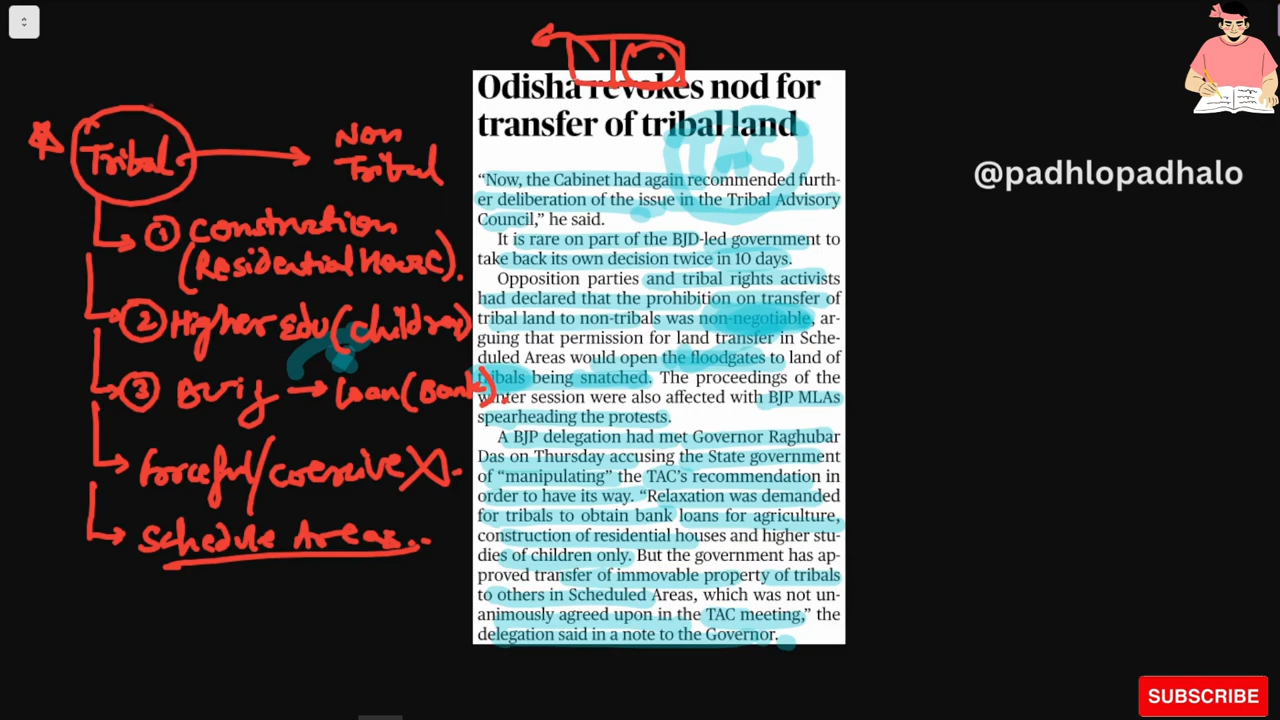 Odisha revokes nod for
transfer of tribal land
TAC
“Now, the Cabinet had again recommended furth-
er deliberation of the issue in the Tribal Advisory
Council,” he said.
It is rare on part of the BJD-led government to
take back its own decision twice in 10 days.
Opposition parties and tribal rights activists
had declared that the prohibition on transfer of
tribal land to non-tribals was non-negotiable, ar-
guing that permission for land transfer in Sche-
duled Areas would open the floodgates to land of
tribals being snatched. The proceedings of the
winter session were also affected with BJP MLAs
spearheading the protests.
A BJP delegation had met Governor Raghubar
Das on Thursday accusing the State government
of “manipulating” the TAC’s recommendation in
order to have its way. “Relaxation was demanded
for tribals to obtain bank loans for agriculture,
construction of residential houses and higher stu-
dies of children only. But the government has ap-
proved transfer of immovable property of tribals
to others in Scheduled Areas, which was not un-
animously agreed upon in the TAC meeting,” the
delegation said in a note to the Governor.
Tribal → Non
Tribal
① Construction
(Residential House).
② Higher Edu (children)
③ → Loan (Bank).
forceful/coercive X.
Schedule Areas..
@padhlopadhalo
SUBSCRIBE